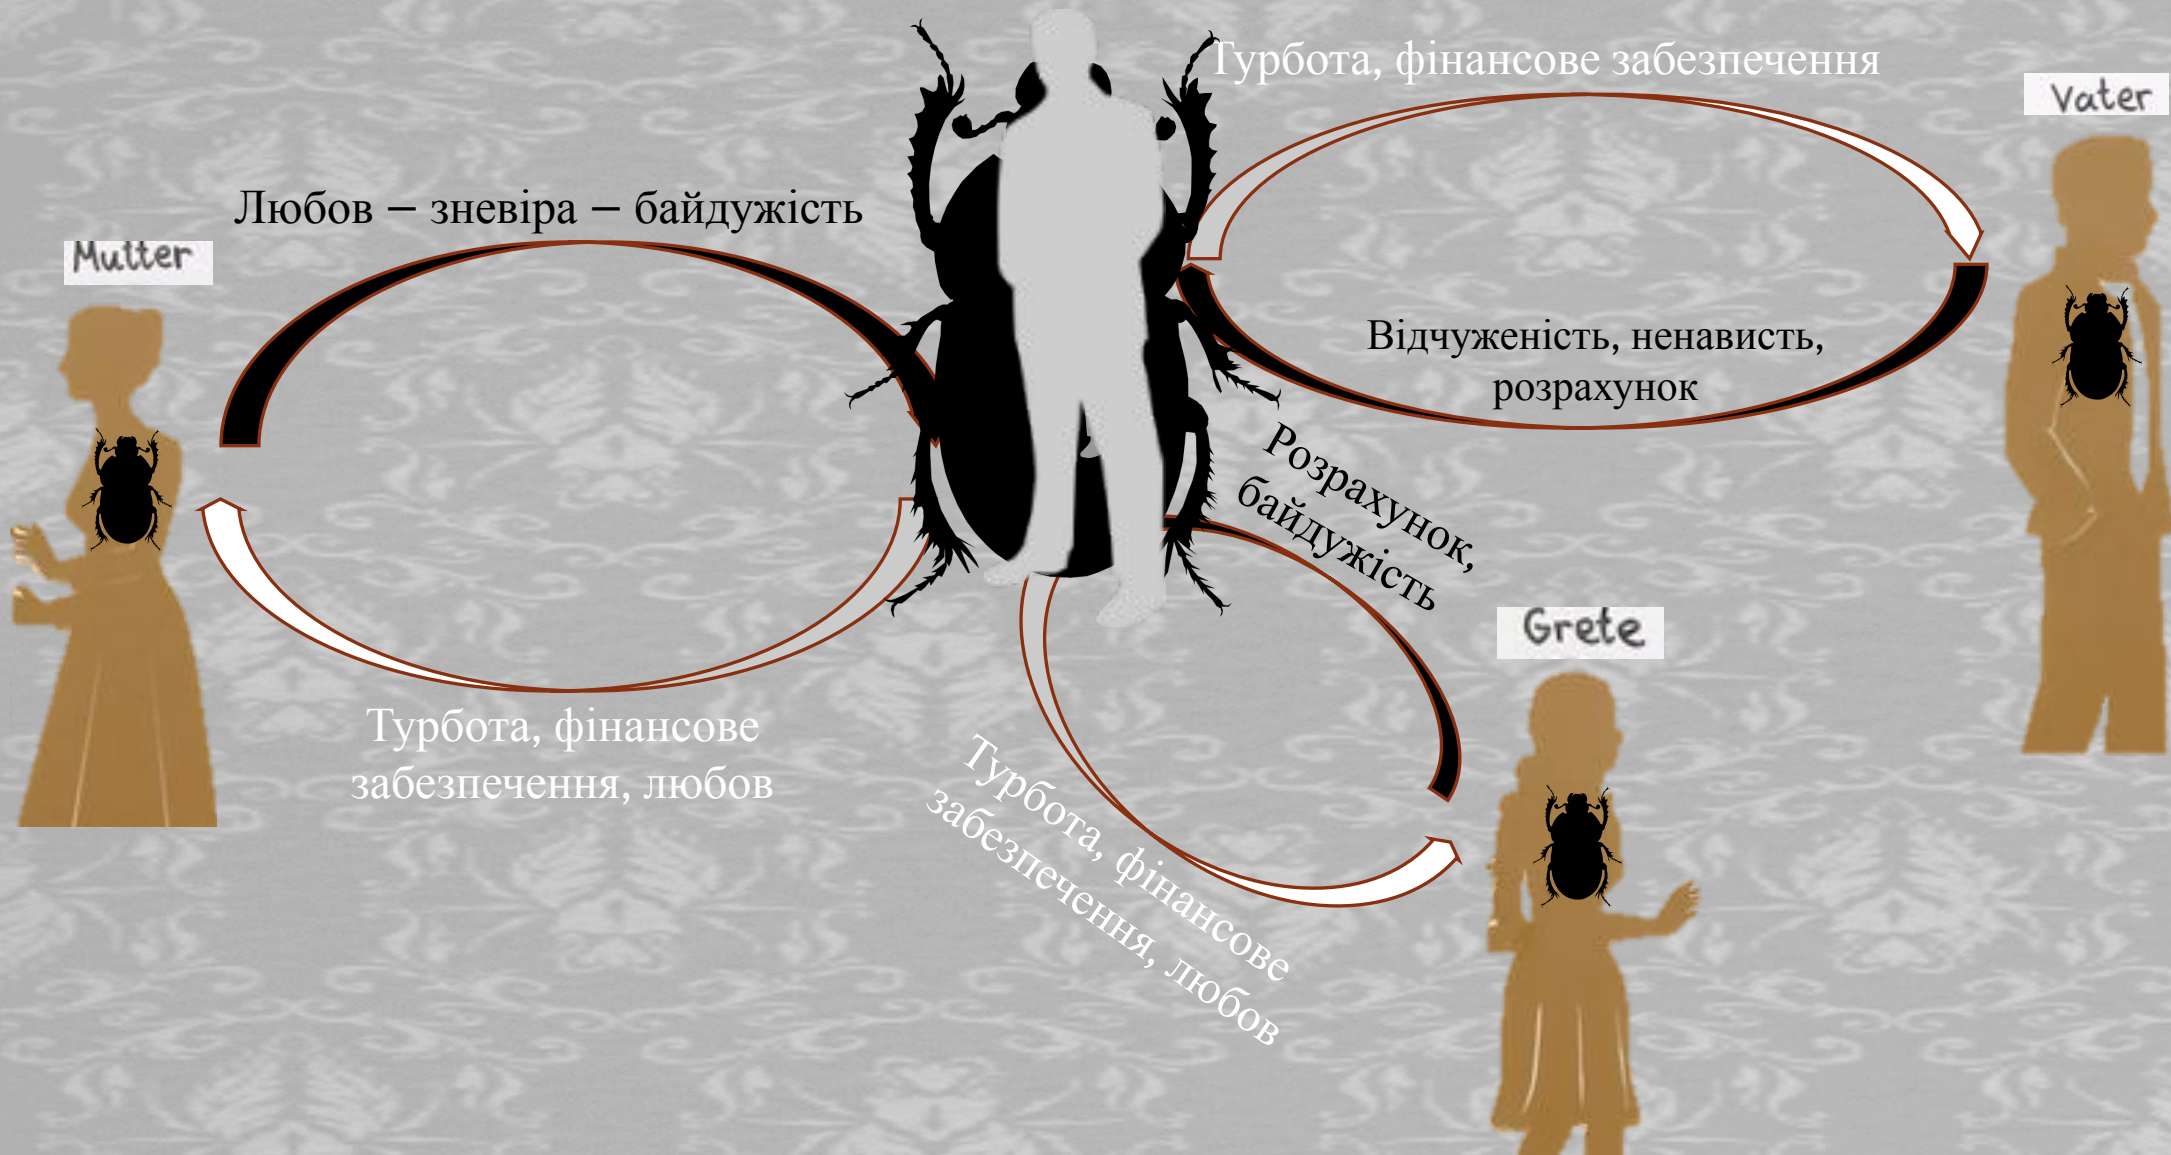 Турбота, фінансове забезпечення
Vater
Любов – зневіра – байдужість
Mutter
Відчуженість, ненависть,
розрахунок
Розрахунок,
байдужість
Grete
Турбота, фінансове
забезпечення, любов
Турбота, фінансове
забезпечення, любов